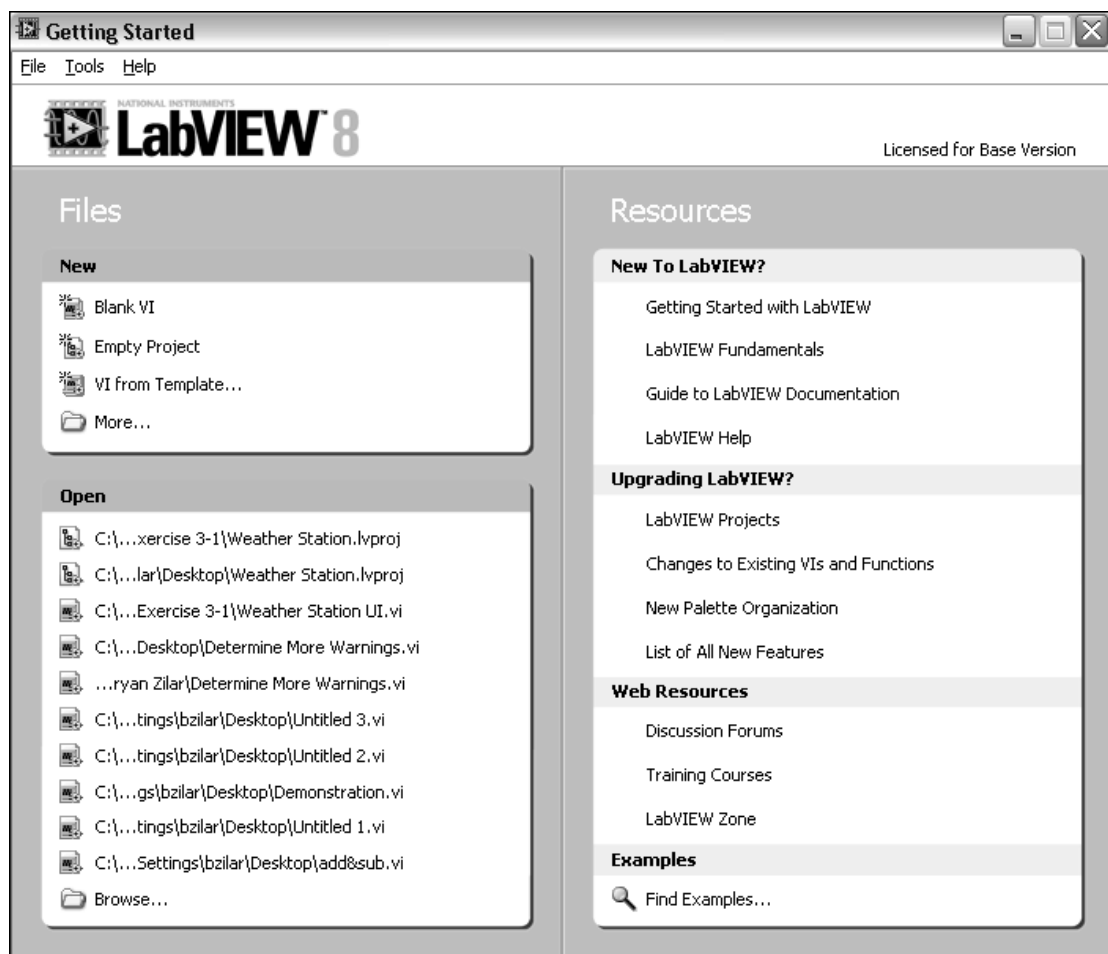 Getting Started
File Tools Help
NATIONAL INSTRUMENTS
LabVIEW™ 8
Licensed for Base Version
Files
New
Blank VI
Empty Project
VI from Template...
More...
Open
C:\...xercise 3-1\Weather Station.lvproj
C:\...lar\Desktop\Weather Station.lvproj
C:\...Exercise 3-1\Weather Station UI.vi
C:\...Desktop\Determine More Warnings.vi
...ryan Zilar\Determine More Warnings.vi
C:\...tings\bzilar\Desktop\Untitled 3.vi
C:\...tings\bzilar\Desktop\Untitled 2.vi
C:\...gs\bzilar\Desktop\Demonstration.vi
C:\...tings\bzilar\Desktop\Untitled 1.vi
C:\...Settings\bzilar\Desktop\add&sub.vi
Browse...
Resources
New To LabVIEW?
Getting Started with LabVIEW
LabVIEW Fundamentals
Guide to LabVIEW Documentation
LabVIEW Help
Upgrading LabVIEW?
LabVIEW Projects
Changes to Existing VIs and Functions
New Palette Organization
List of All New Features
Web Resources
Discussion Forums
Training Courses
LabVIEW Zone
Examples
Find Examples...